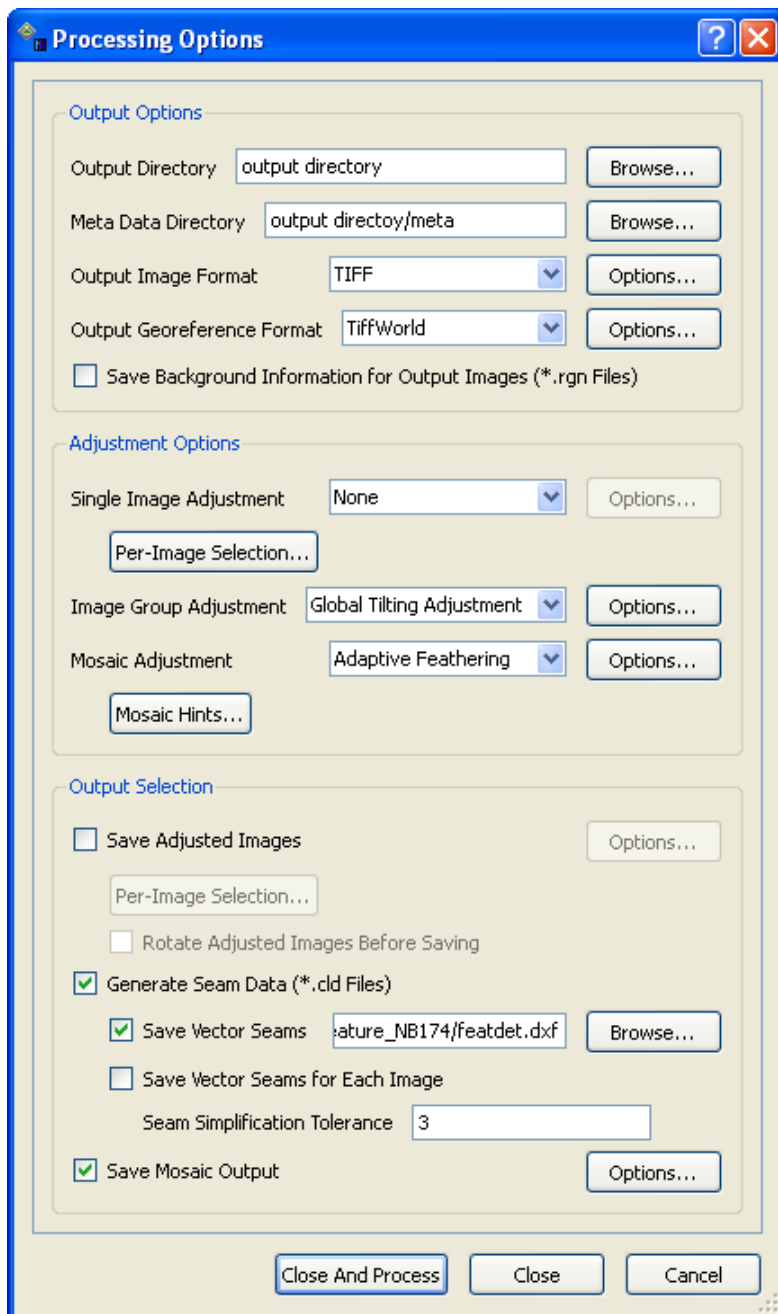 Processing Options
Output Options
Output Directory output directory Browse...
Meta Data Directory output directoy/meta Browse...
Output Image Format TIFF Options...
Output Georeference Format TiffWorld Options...
Save Background Information for Output Images (*.rgn Files)
Adjustment Options
Single Image Adjustment None Options...
Per-Image Selection...
Image Group Adjustment Global Tilting Adjustment Options...
Mosaic Adjustment Adaptive Feathering Options...
Mosaic Hints...
Output Selection
Save Adjusted Images Options...
Per-Image Selection...
Rotate Adjusted Images Before Saving
Generate Seam Data (*.cld Files)
Save Vector Seams eature_NB174/featdet.dxf Browse...
Save Vector Seams for Each Image
Seam Simplification Tolerance 3
Save Mosaic Output Options...
Close And Process Close Cancel